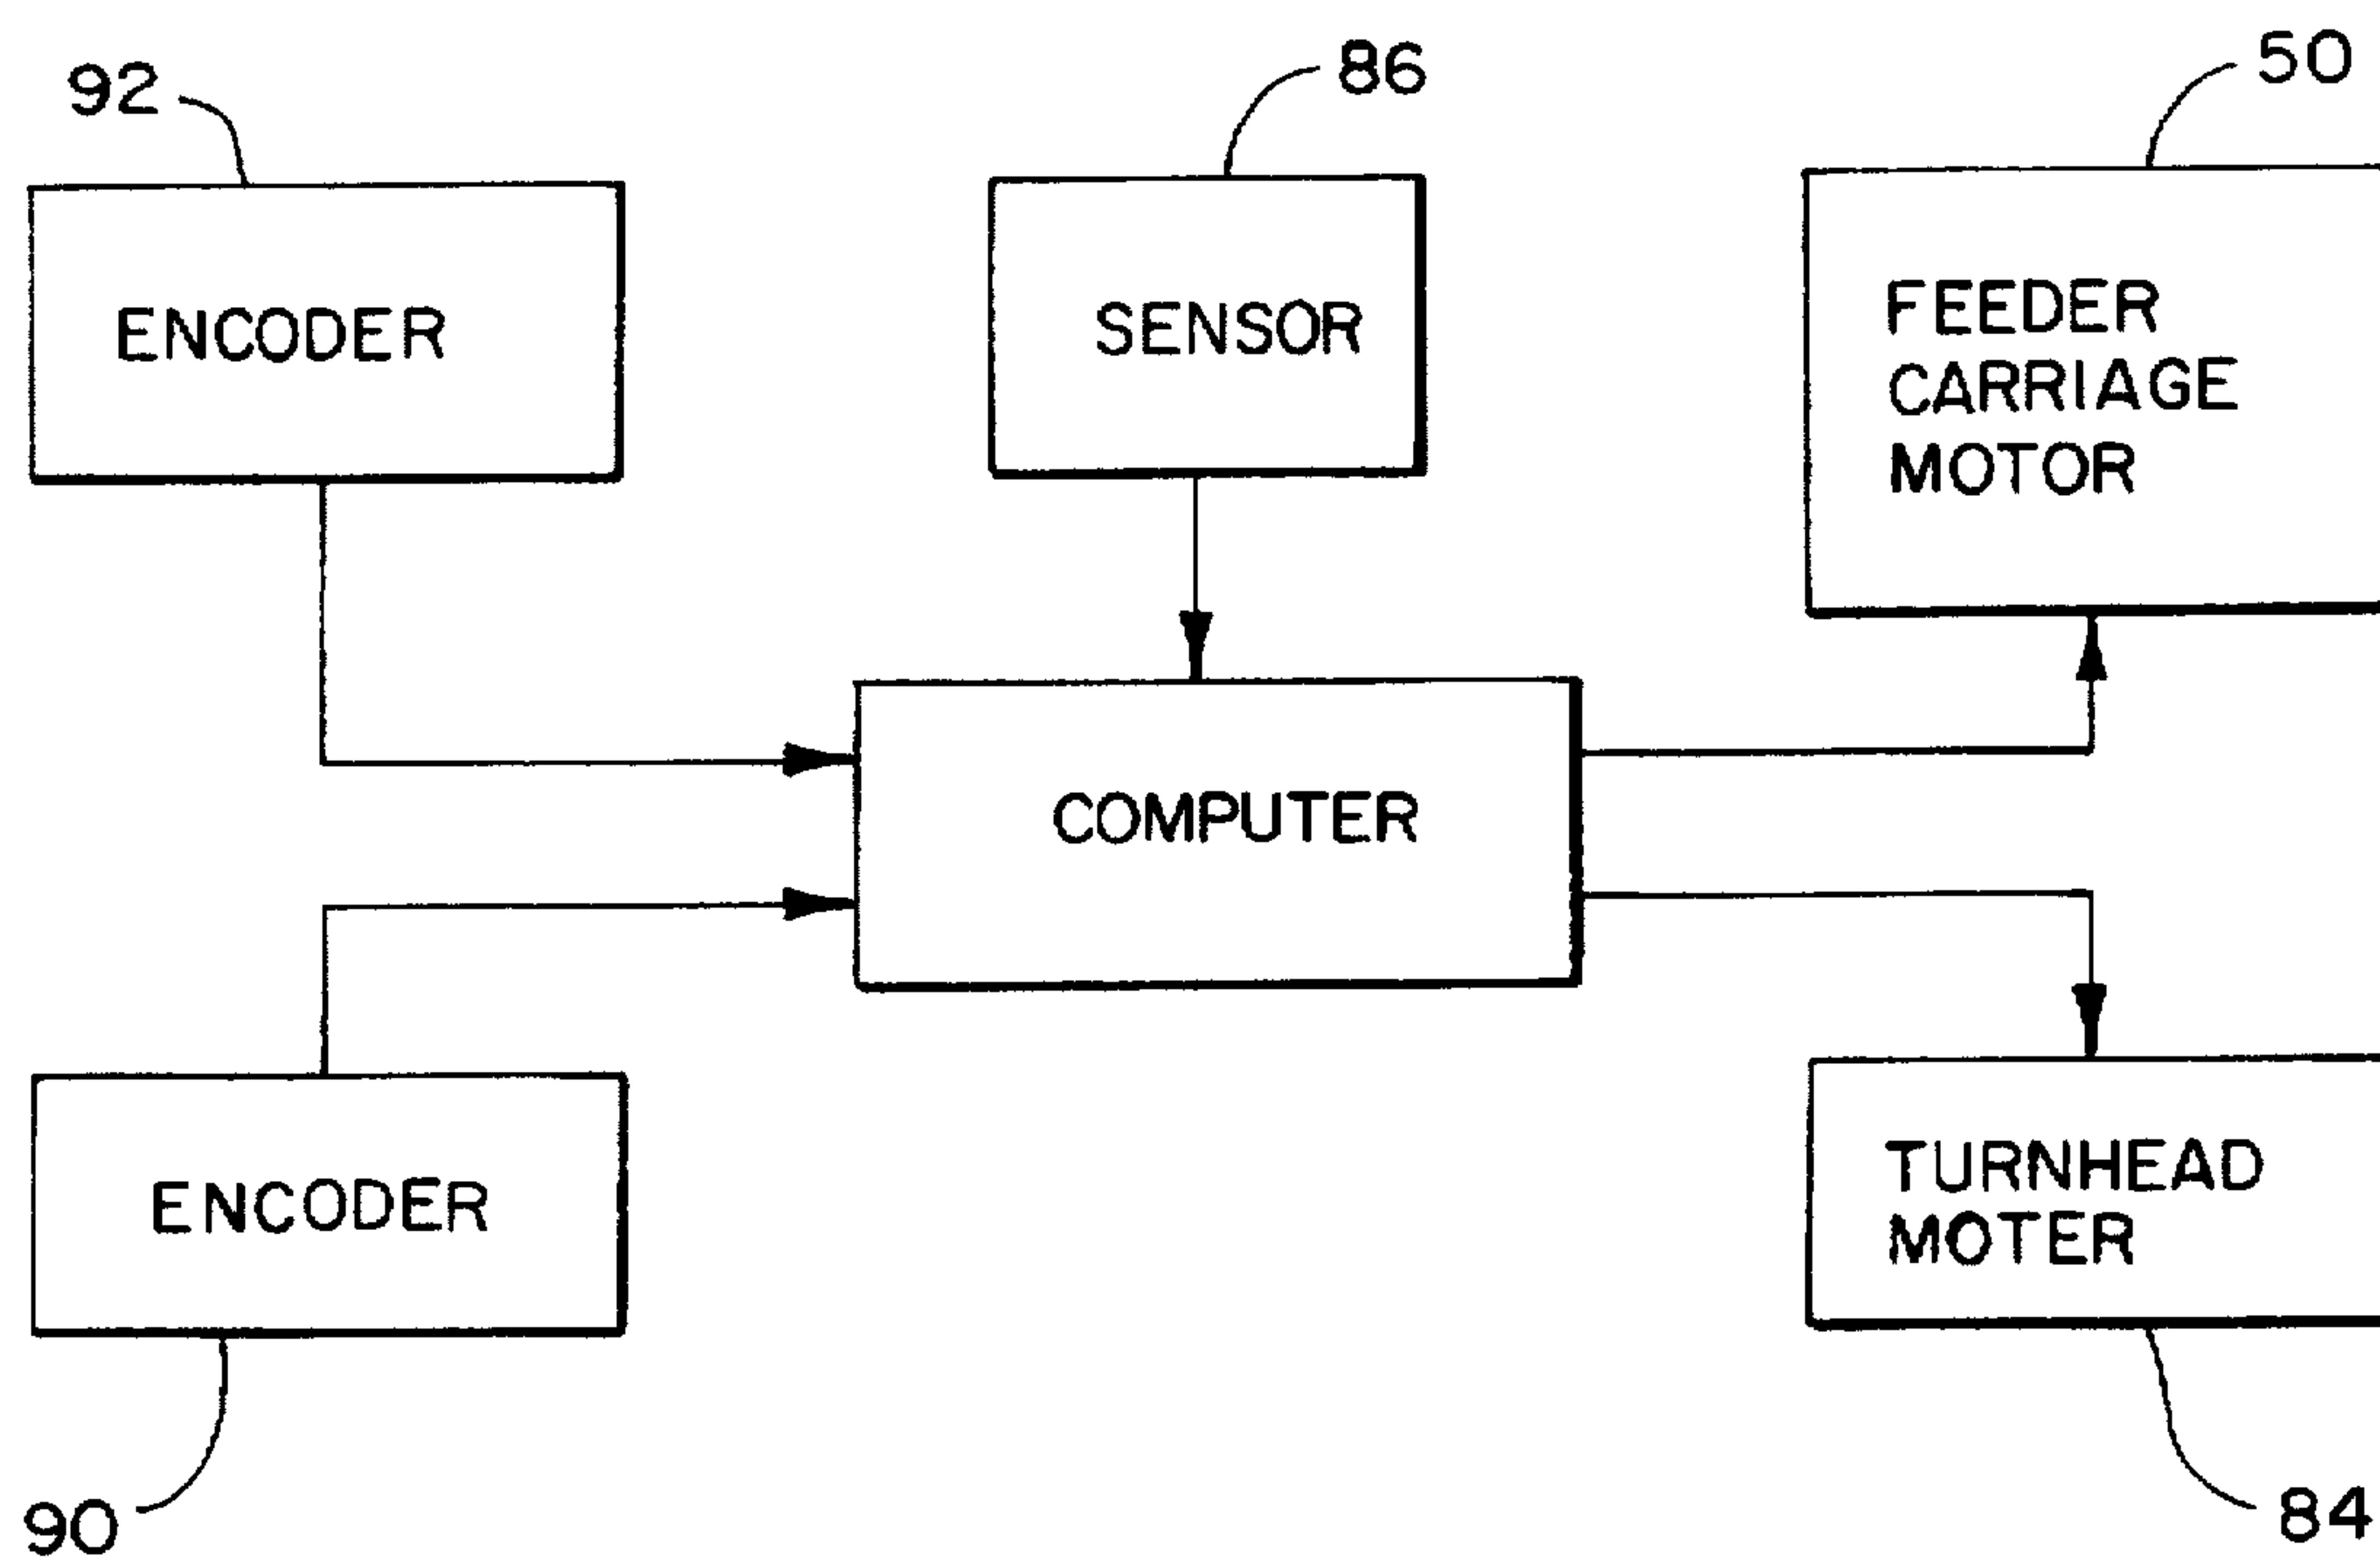 92
86
50
ENCODER
SENSOR
FEEDER
CARRIAGE
MOTOR
COMPUTER
ENCODER
TURNHEAD
MOTER
90
84